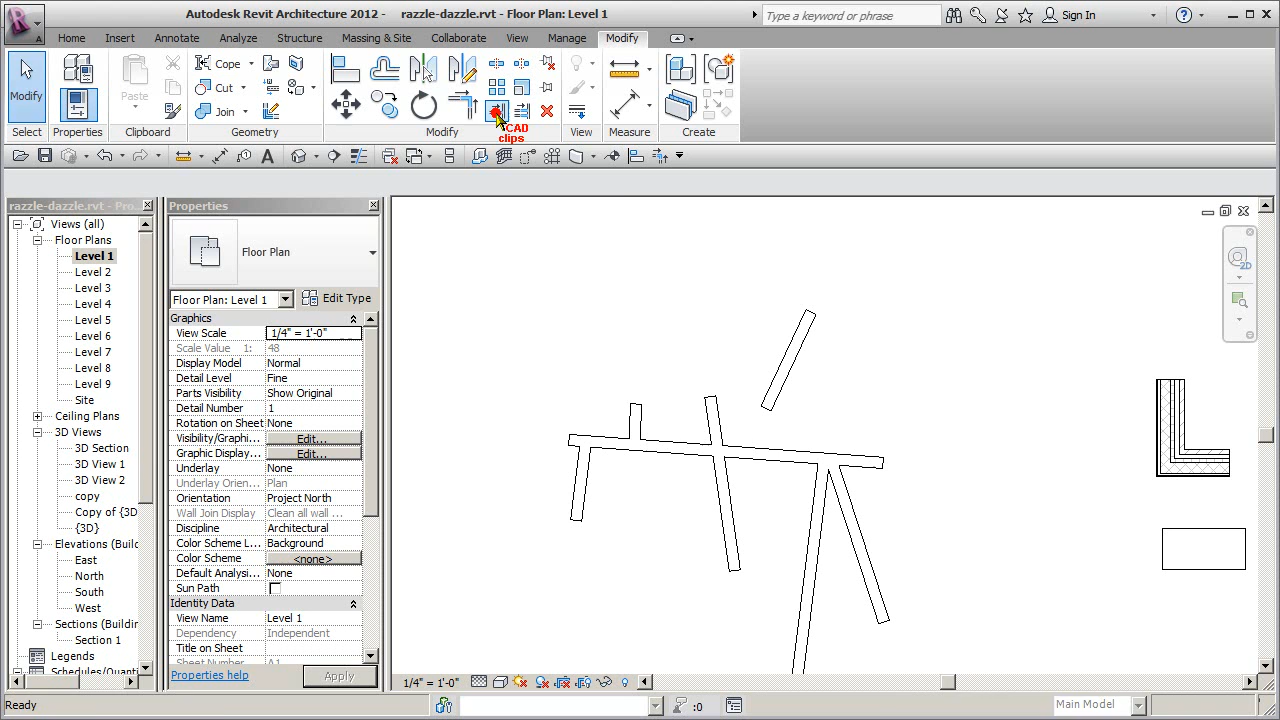 Autodesk Revit Architecture 2012 - razzle-dazzle.rvt - Floor Plan: Level 1
Type a keyword or phrase
Sign In
Home Insert Annotate Analyze Structure Massing & Site Collaborate View Manage Modify
Modify
Paste
Cope
Cut
Join
CAD
clips
Select Properties Clipboard Geometry Modify View Measure Create
razzle-dazzle.rvt - Pro...
Views (all)
Floor Plans
Level 1
Level 2
Level 3
Level 4
Level 5
Level 6
Level 7
Level 8
Level 9
Site
Ceiling Plans
3D Views
3D Section
3D View 1
3D View 2
copy
Copy of {3D
{3D}
Elevations (Builc
East
North
South
West
Sections (Buildi
Section 1
Legends
Schedules/Quanti
Properties
Floor Plan
Floor Plan: Level 1 Edit Type
Graphics
View Scale 1/4" = 1'-0"
Scale Value 1: 48
Display Model Normal
Detail Level Fine
Parts Visibility Show Original
Detail Number 1
Rotation on Sheet None
Visibility/Graphi... Edit...
Graphic Display... Edit...
Underlay None
Underlay Orien... Plan
Orientation Project North
Wall Join Display Clean all wall ...
Discipline Architectural
Color Scheme L... Background
Color Scheme <none>
Default Analysi... None
Sun Path
Identity Data
View Name Level 1
Dependency Independent
Title on Sheet
Sheet Number A1
Properties help Apply
2D
1/4" = 1'-0"
Ready
:0
Main Model